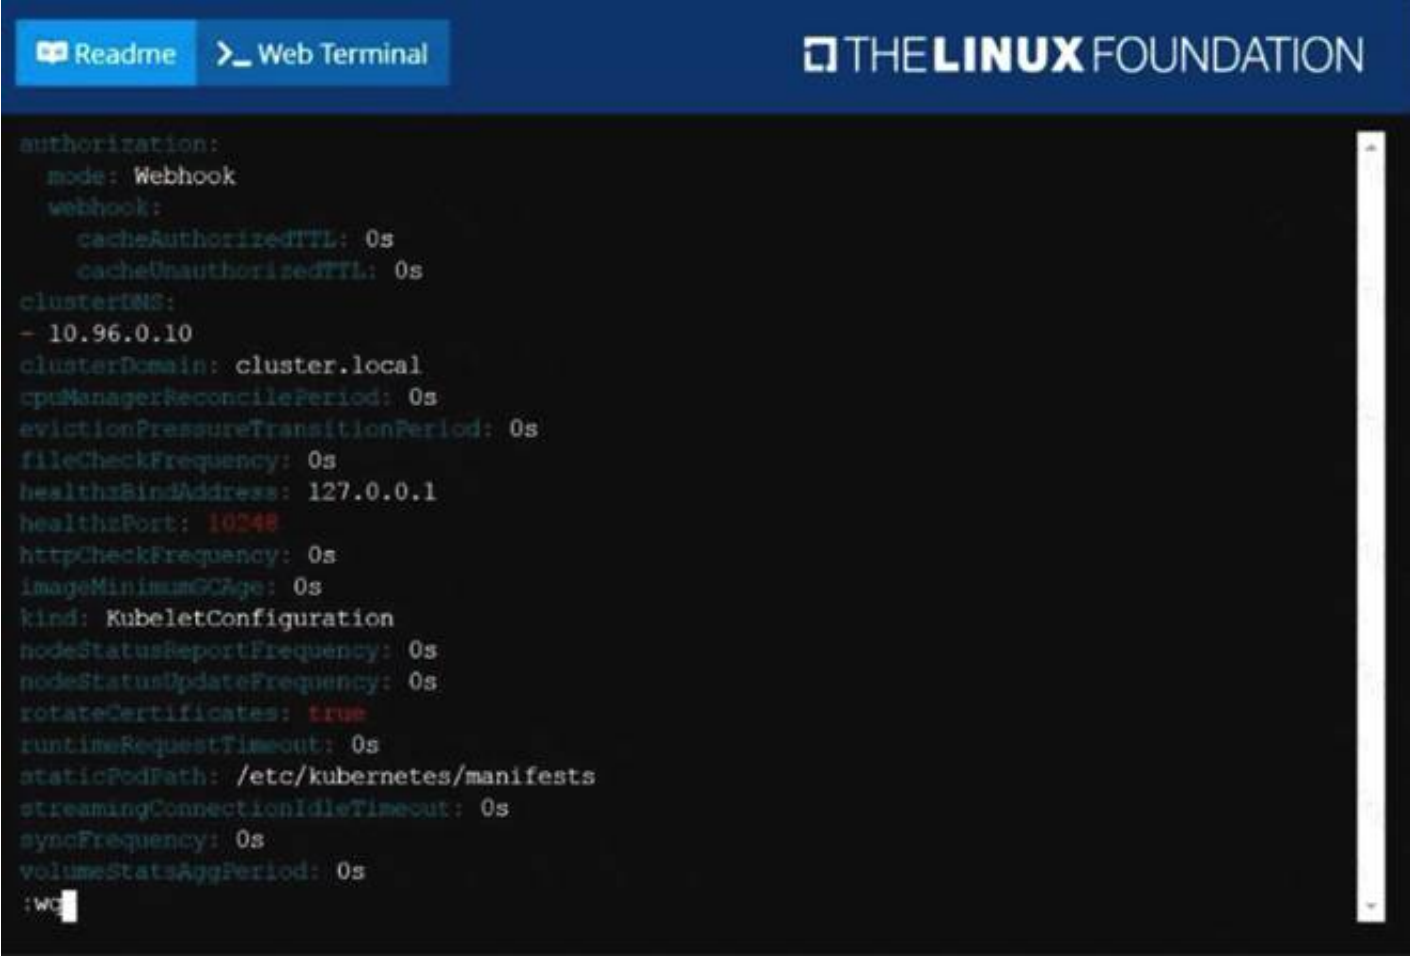 Readme
>_ Web Terminal
THE LINUX FOUNDATION
authorization:
  mode: Webhook
  webhook:
    cacheAuthorizedTTL: 0s
    cacheUnauthorizedTTL: 0s
clusterDNS:
- 10.96.0.10
clusterDomain: cluster.local
cpuManagerReconcilePeriod: 0s
evictionPressureTransitionPeriod: 0s
fileCheckFrequency: 0s
healthzBindAddress: 127.0.0.1
healthzPort: 10248
httpCheckFrequency: 0s
imageMinimumGCAge: 0s
kind: KubeletConfiguration
nodeStatusReportFrequency: 0s
nodeStatusUpdateFrequency: 0s
rotateCertificates: true
runtimeRequestTimeout: 0s
staticPodPath: /etc/kubernetes/manifests
streamingConnectionIdleTimeout: 0s
syncFrequency: 0s
volumeStatsAggPeriod: 0s
:wq